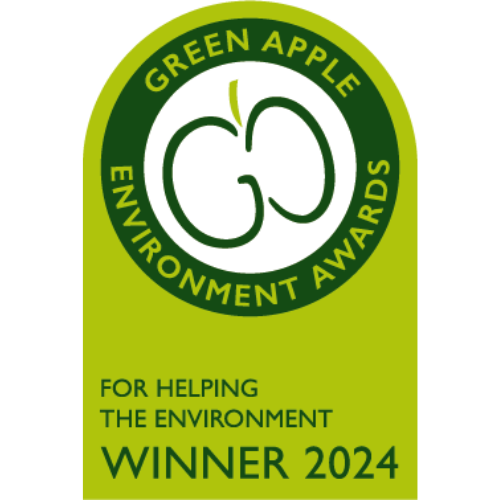 GREEN APPLE
ENVIRONMENT AWARDS
FOR HELPING
THE ENVIRONMENT
WINNER 2024